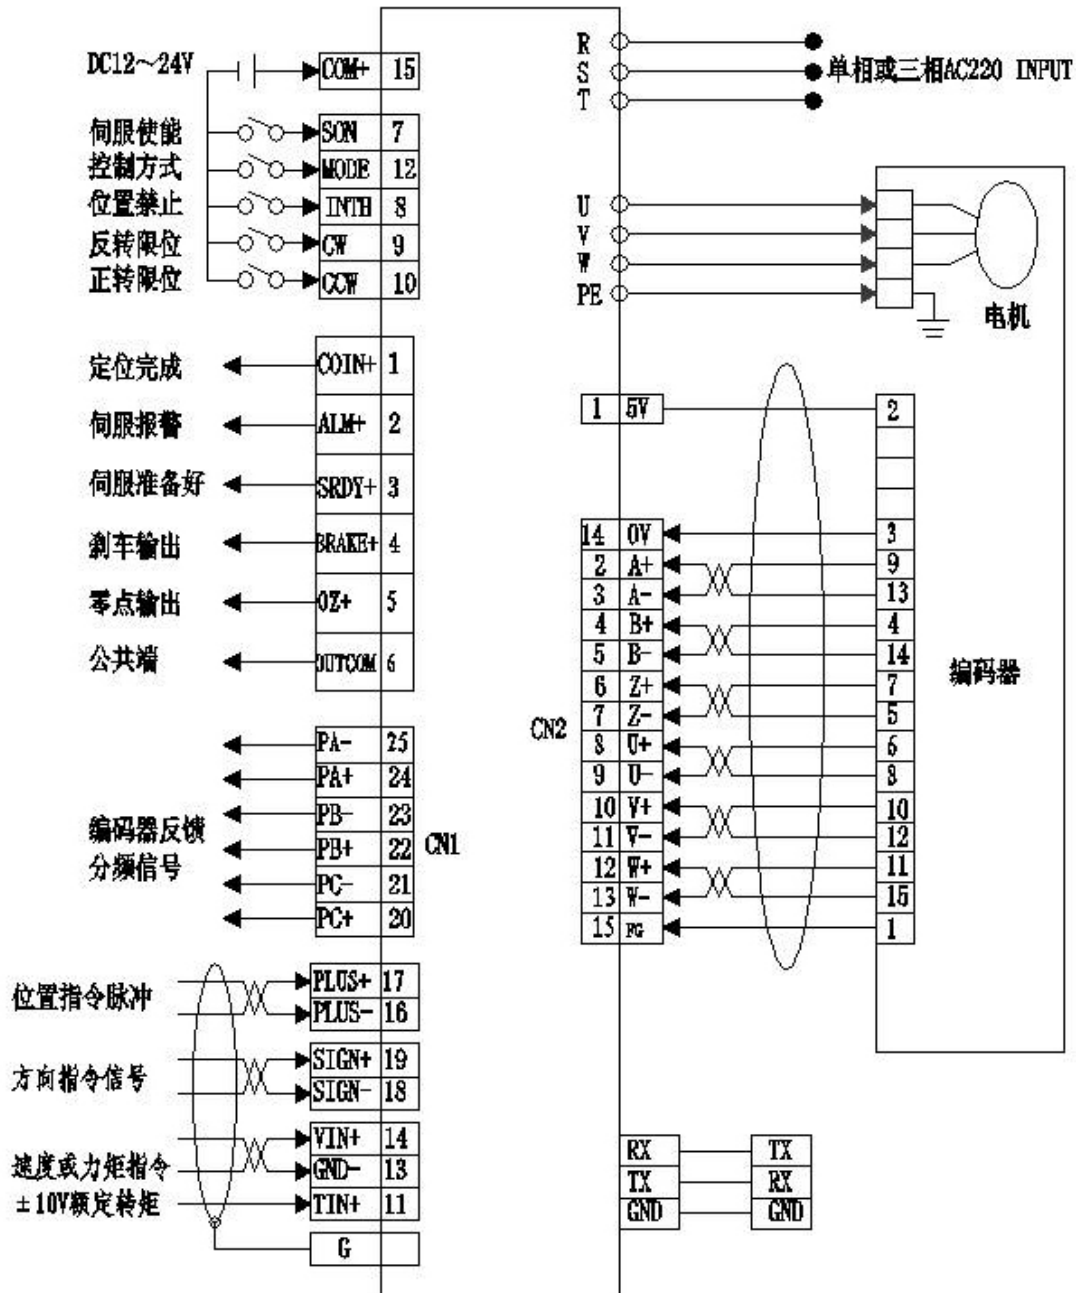 DC12～24V
COM+ 15
伺服使能 SON 7
控制方式 MODE 12
位置禁止 INTH 8
反转限位 CW 9
正转限位 CCW 10
定位完成 COIN+ 1
伺服报警 ALM+ 2
伺服准备好 SRDY+ 3
刹车输出 BRAKE+ 4
零点输出 OZ+ 5
公共端 OUTCOM 6
PA- 25
PA+ 24
PB- 23
PB+ 22
PC- 21
PC+ 20
编码器反馈
分频信号
CN1
位置指令脉冲
PLUS+ 17
PLUS- 16
方向指令信号
SIGN+ 19
SIGN- 18
速度或力矩指令
±10V额定转矩
VIN+ 14
GND- 13
TIN+ 11
G
R
S
T
单相或三相AC220 INPUT
U
V
W
PE
电机
CN2
1 5V 2
14 0V 3
2 A+ 9
3 A- 13
4 B+ 4
5 B- 14
6 Z+ 7
7 Z- 5
8 U+ 6
9 U- 8
10 V+ 10
11 V- 12
12 W+ 11
13 W- 15
15 FG 1
编码器
RX TX
TX RX
GND GND